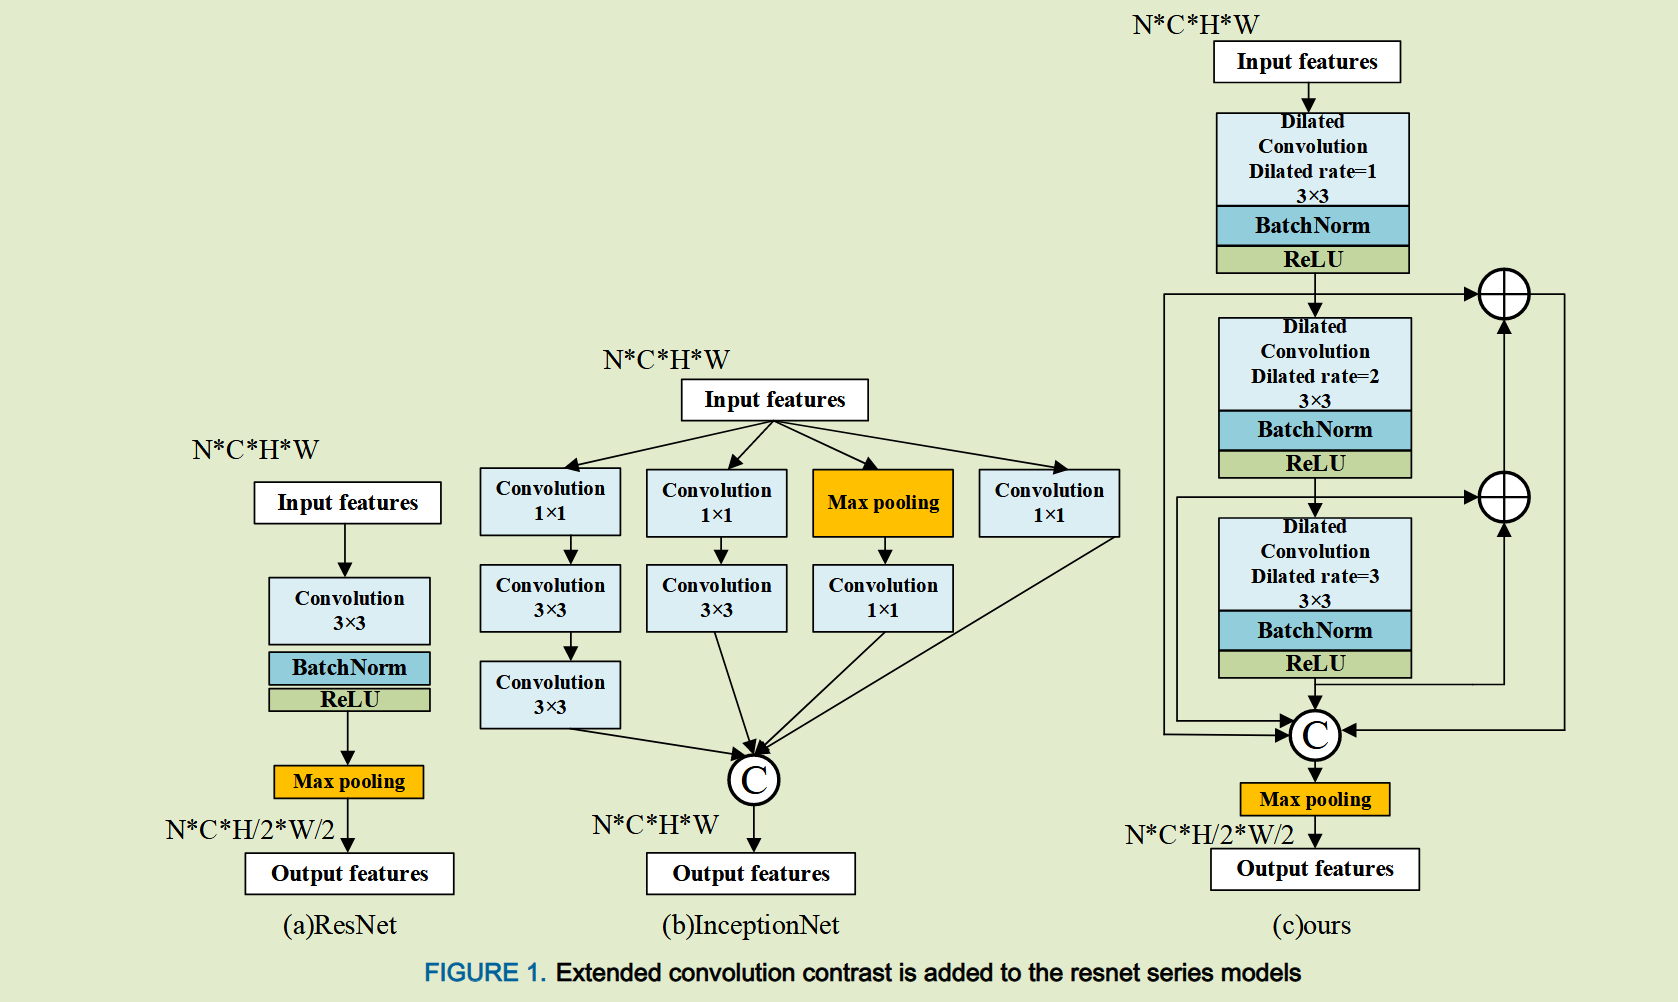 N*C*H*W
Input features
Convolution
3×3
BatchNorm
ReLU
Max pooling
N*C*H/2*W/2
Output features
(a)ResNet
N*C*H*W
Input features
Convolution
1×1
Convolution
3×3
Convolution
3×3
Convolution
1×1
Convolution
3×3
Max pooling
Convolution
1×1
Convolution
1×1
C
N*C*H*W
Output features
(b)InceptionNet
N*C*H*W
Input features
Dilated
Convolution
Dilated rate=1
3×3
BatchNorm
ReLU
Dilated
Convolution
Dilated rate=2
3×3
BatchNorm
ReLU
Dilated
Convolution
Dilated rate=3
3×3
BatchNorm
ReLU
C
Max pooling
N*C*H/2*W/2
Output features
(c)ours
FIGURE 1. Extended convolution contrast is added to the resnet series models